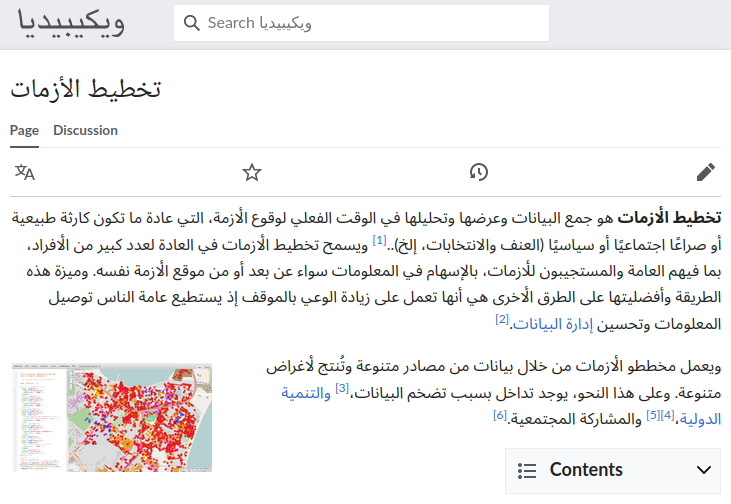 ويكيبيديا
Search ويكيبيديا
تخطيط الأزمات
Page Discussion
تخطيط الأزمات هو جمع البيانات وعرضها وتحليلها في الوقت الفعلي لوقوع الأزمة، التي عادة ما تكون كارثة طبيعية
أو صراعًا اجتماعيًا أو سياسيًا (العنف والانتخابات، إلخ)..[1] ويسمح تخطيط الأزمات في العادة لعدد كبير من الأفراد،
بما فيهم العامة والمستجيبون للأزمات، بالإسهام في المعلومات سواء عن بعد أو من موقع الأزمة نفسه. وميزة هذه
الطريقة وأفضليتها على الطرق الأخرى هي أنها تعمل على زيادة الوعي بالموقف إذ يستطيع عامة الناس توصيل
المعلومات وتحسين إدارة البيانات.[2]
ويعمل مخططو الأزمات من خلال بيانات من مصادر متنوعة وتُنتج لأغراض
متنوعة. وعلى هذا النحو، يوجد تداخل بسبب تضخم البيانات،[3] والتنمية
الدولية،[4][5] والمشاركة المجتمعية.[6]
Contents